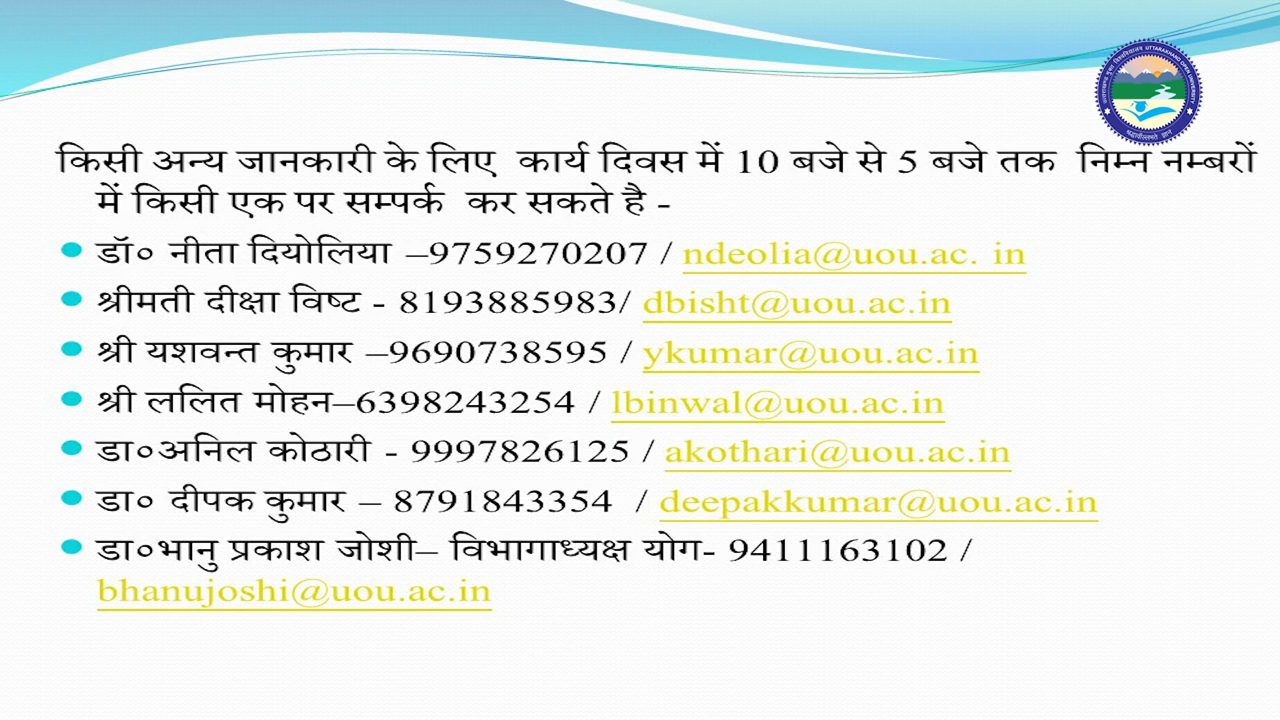 UTTARAKHAND OPEN UNIVERSITY
किसी अन्य जानकारी के लिए कार्य दिवस में 10 बजे से 5 बजे तक निम्न नम्बरों
में किसी एक पर सम्पर्क कर सकते है -
डॉ० नीता दियोलिया –9759270207 / ndeolia@uou.ac. in
श्रीमती दीक्षा विष्ट - 8193885983/ dbisht@uou.ac.in
श्री यशवन्त कुमार –9690738595 / ykumar@uou.ac.in
श्री ललित मोहन–6398243254 / lbinwal@uou.ac.in
डा०अनिल कोठारी - 9997826125 / akothari@uou.ac.in
डा० दीपक कुमार – 8791843354 / deepakkumar@uou.ac.in
डा०भानु प्रकाश जोशी– विभागाध्यक्ष योग- 9411163102 /
bhanujoshi@uou.ac.in